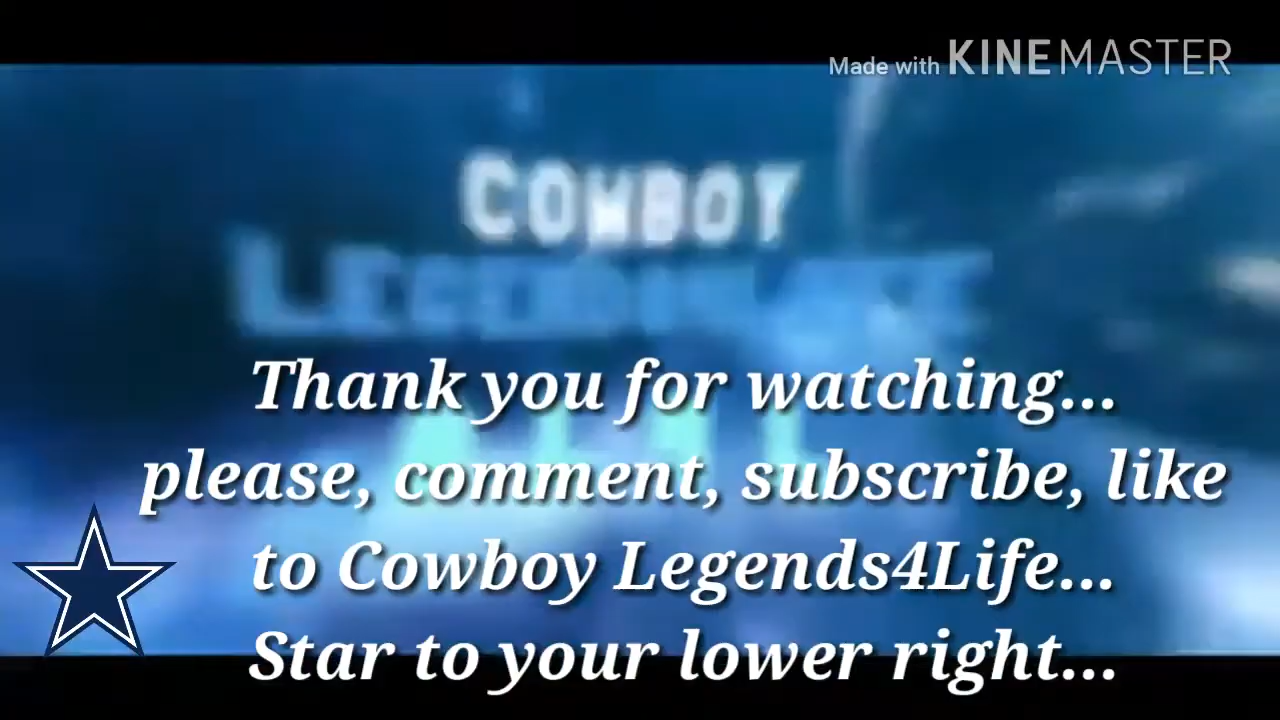 Made with KINEMASTER
COWBOY
Thank you for watching...
please, comment, subscribe, like
to Cowboy Legends4Life...
Star to your lower right...